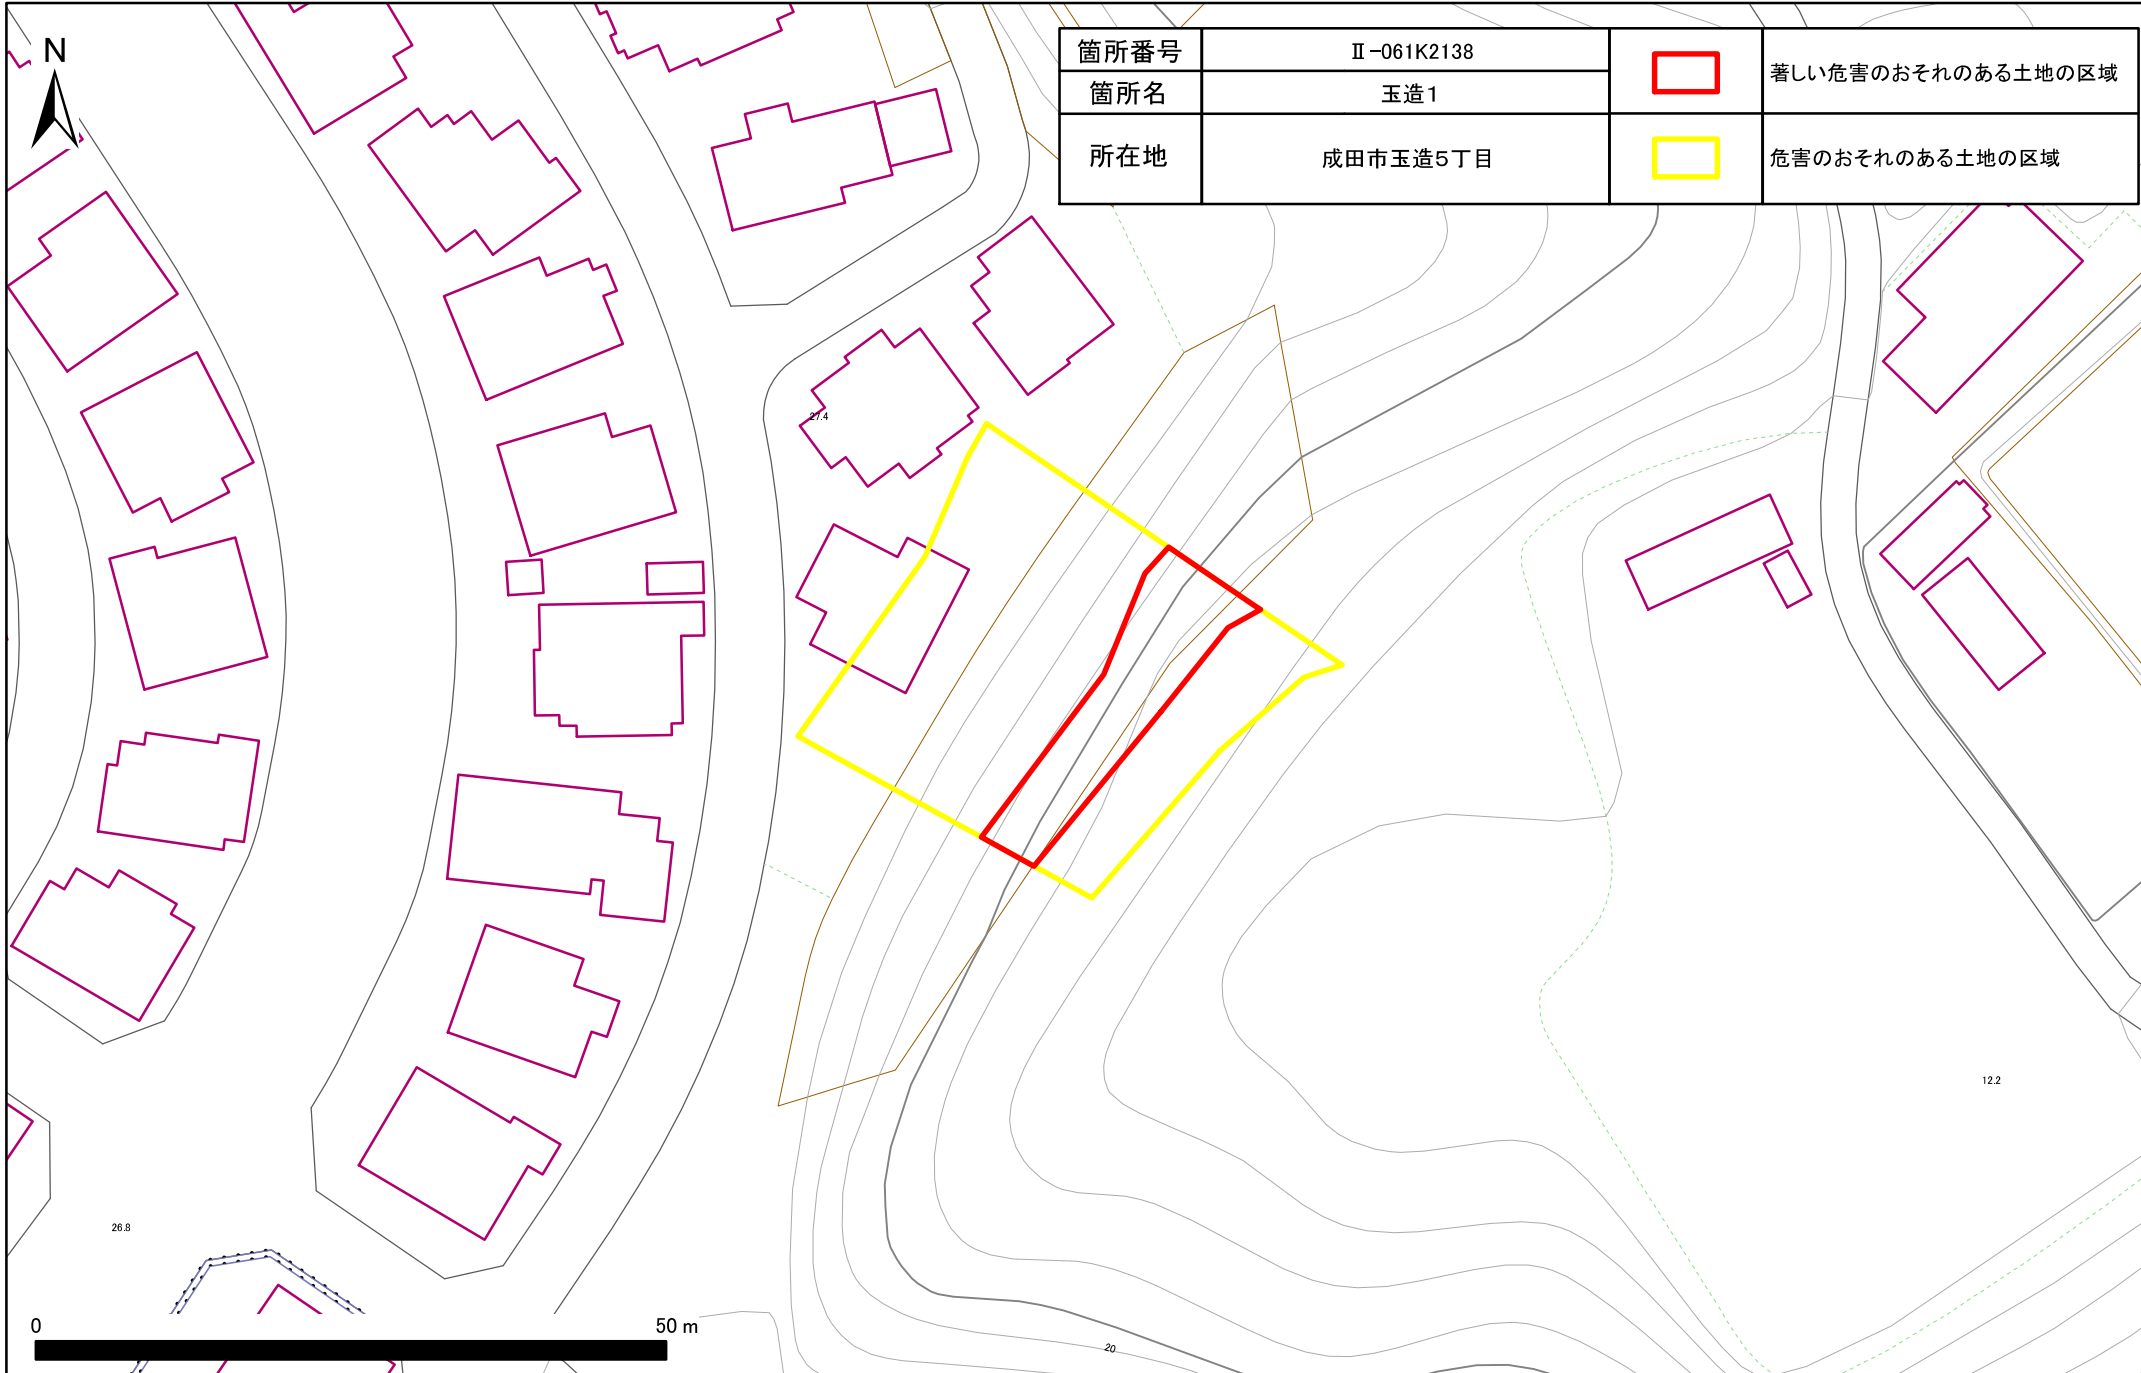 N
箇所番号 Ⅱ-061K2138
著しい危害のおそれのある土地の区域
箇所名 玉造1
所在地 成田市玉造5丁目
危害のおそれのある土地の区域
27.4
12.2
26.8
0 50 m
20